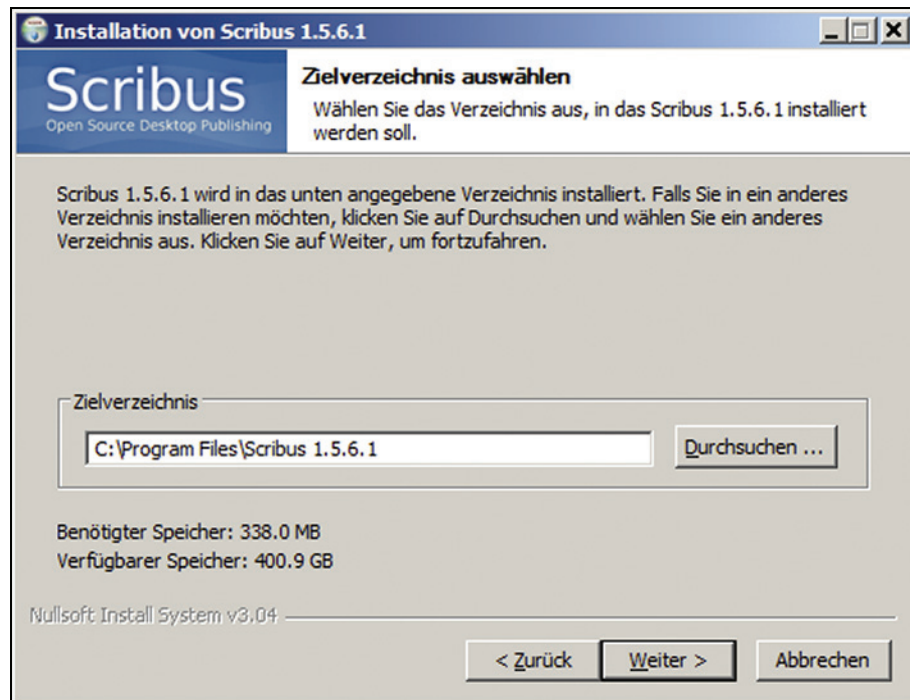 Installation von Scribus 1.5.6.1
Scribus
Open Source Desktop Publishing
Zielverzeichnis auswählen
Wählen Sie das Verzeichnis aus, in das Scribus 1.5.6.1 installiert
werden soll.
Scribus 1.5.6.1 wird in das unten angegebene Verzeichnis installiert. Falls Sie in ein anderes
Verzeichnis installieren möchten, klicken Sie auf Durchsuchen und wählen Sie ein anderes
Verzeichnis aus. Klicken Sie auf Weiter, um fortzufahren.
Zielverzeichnis
C:\Program Files\Scribus 1.5.6.1
Durchsuchen ...
Benötigter Speicher: 338.0 MB
Verfügbarer Speicher: 400.9 GB
Nullsoft Install System v3.04
< Zurück
Weiter >
Abbrechen